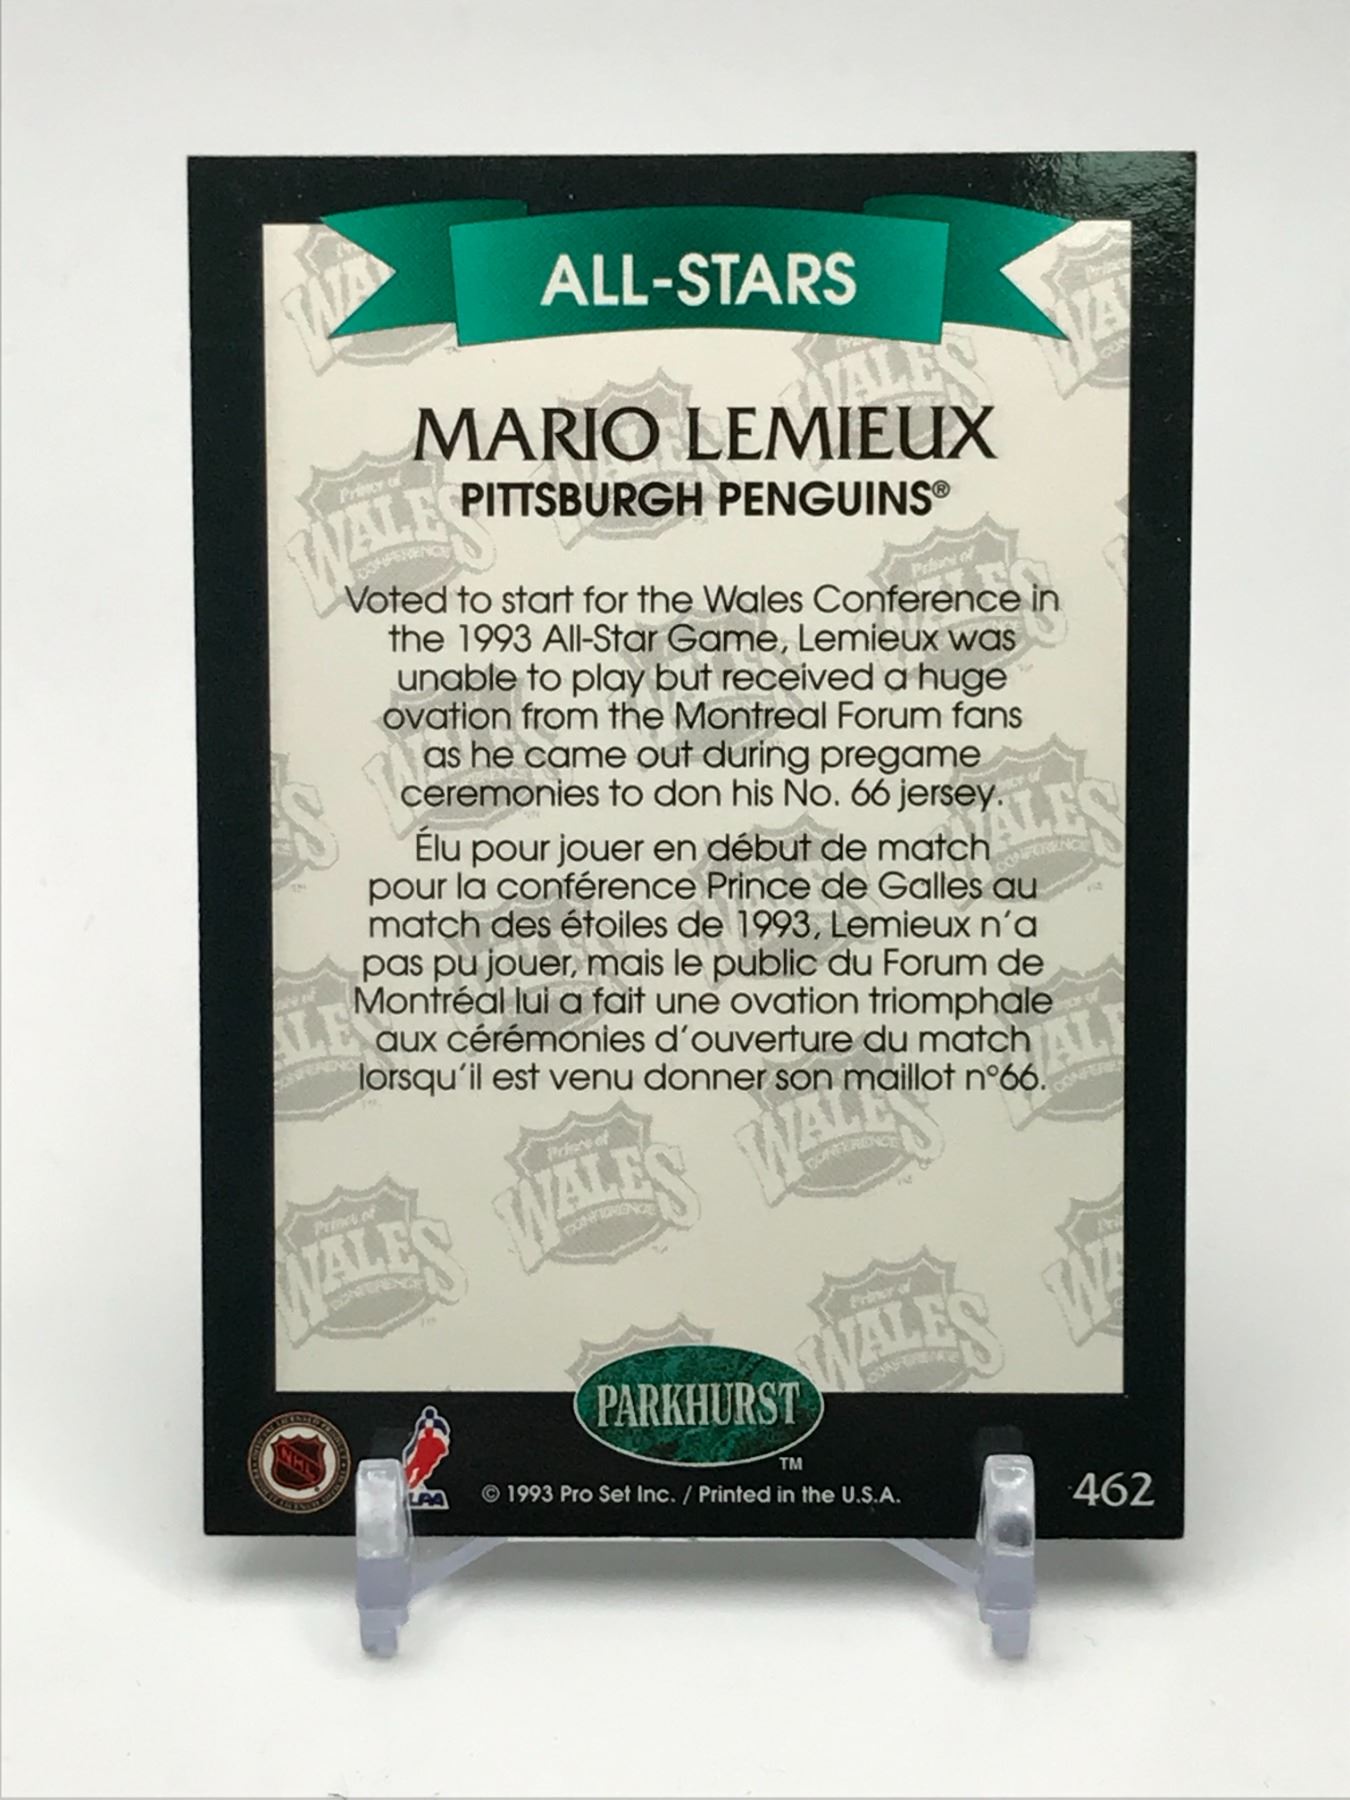 ALL-STARS
MARIO LEMIEUX
PITTSBURGH PENGUINS®
Voted to start for the Wales Conference in
the 1993 All-Star Game, Lemieux was
unable to play but received a huge
ovation from the Montreal Forum fans
as he came out during pregame
ceremonies to don his No. 66 jersey.
Élu pour jouer en début de match
pour la conférence Prince de Galles au
match des étoiles de 1993, Lemieux n'a
pas pu jouer, mais le public du Forum de
Montréal lui a fait une ovation triomphale
aux cérémonies d'ouverture du match
lorsqu'il est venu donner son maillot n°66.
Prince of
WALES
CONFERENCE
PARKHURST
TM
NHL
© 1993 Pro Set Inc. / Printed in the U.S.A.
462